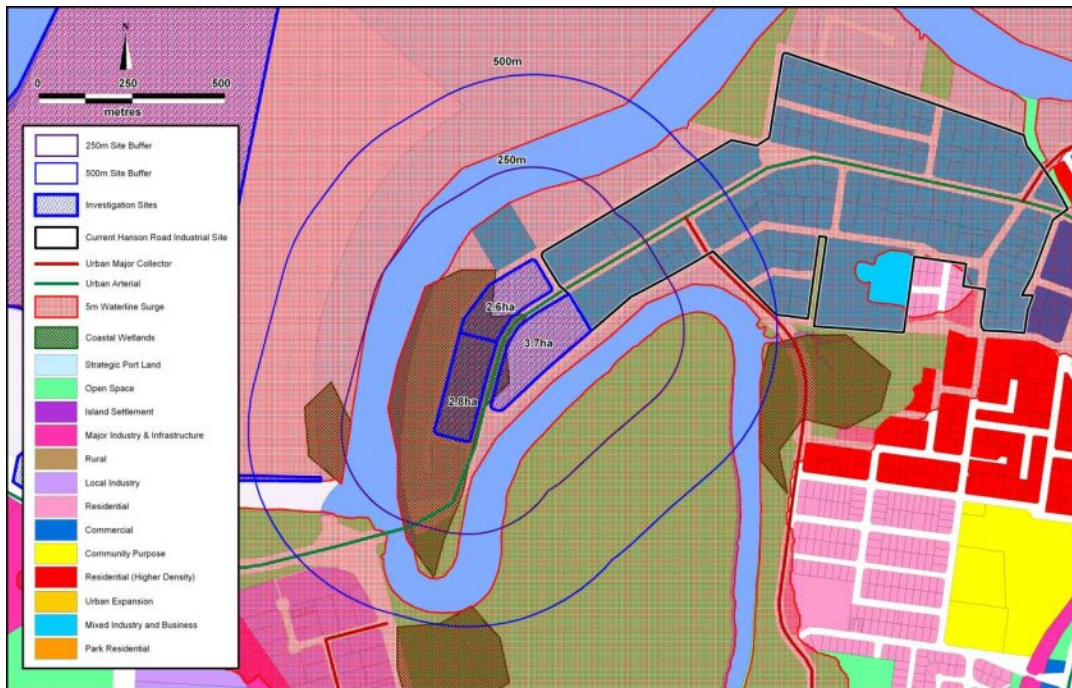 N
0 250 500
metres
250m Site Buffer
500m Site Buffer
Investigation Sites
Current Hanson Road Industrial Site
Urban Major Collector
Urban Arterial
5m Waterline Surge
Coastal Wetlands
Strategic Port Land
Open Space
Island Settlement
Major Industry & Infrastructure
Rural
Local Industry
Residential
Commercial
Community Purpose
Residential (Higher Density)
Urban Expansion
Mixed Industry and Business
Park Residential
500m
250m
2.6ha
3.7ha
2.8ha